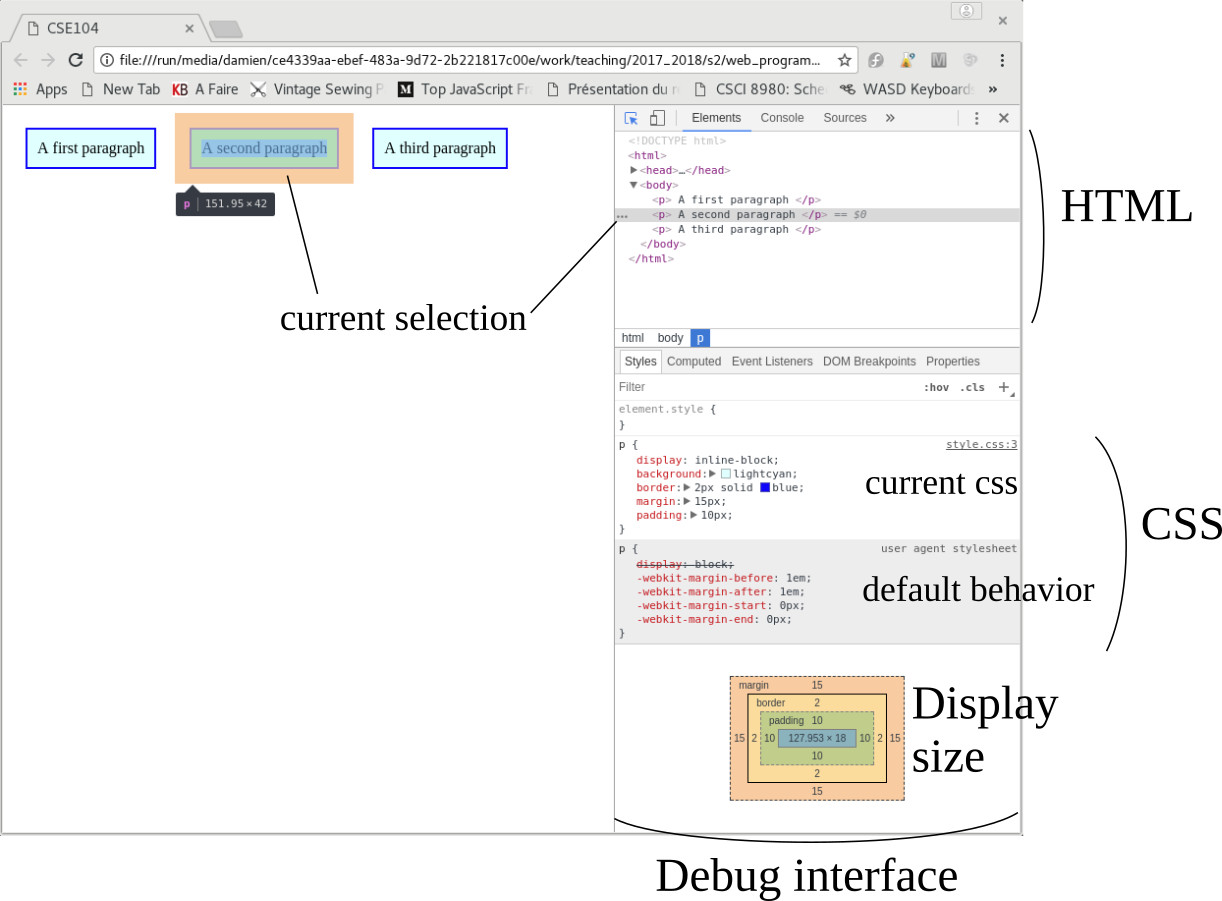 CSE104
file:///run/media/damien/ce4339aa-ebef-483a-9d72-2b221817c00e/work/teaching/2017_2018/s2/web_program...
Apps New Tab KB A Faire Vintage Sewing P M Top JavaScript Fr Présentation du r CSCI 8980: Sche WASD Keyboards »
A first paragraph A second paragraph A third paragraph
p 151.95 × 42
current selection
Elements Console Sources »
<!DOCTYPE html>
<html>
▶<head>…</head>
▼<body>
<p> A first paragraph </p>
... <p> A second paragraph </p> == $0
<p> A third paragraph </p>
</body>
</html>
HTML
html body p
Styles Computed Event Listeners DOM Breakpoints Properties
Filter :hov .cls +
element.style {
}
p { style.css:3
display: inline-block;
background:▶ lightcyan;
border:▶ 2px solid blue;
margin:▶ 15px;
padding:▶ 10px;
}
current css
CSS
p { user agent stylesheet
display: block;
-webkit-margin-before: 1em;
-webkit-margin-after: 1em;
-webkit-margin-start: 0px;
-webkit-margin-end: 0px;
}
default behavior
margin 15
border 2
padding 10
15 2 10 127.953 × 18 10 2 15
10
2
15
Display
size
Debug interface